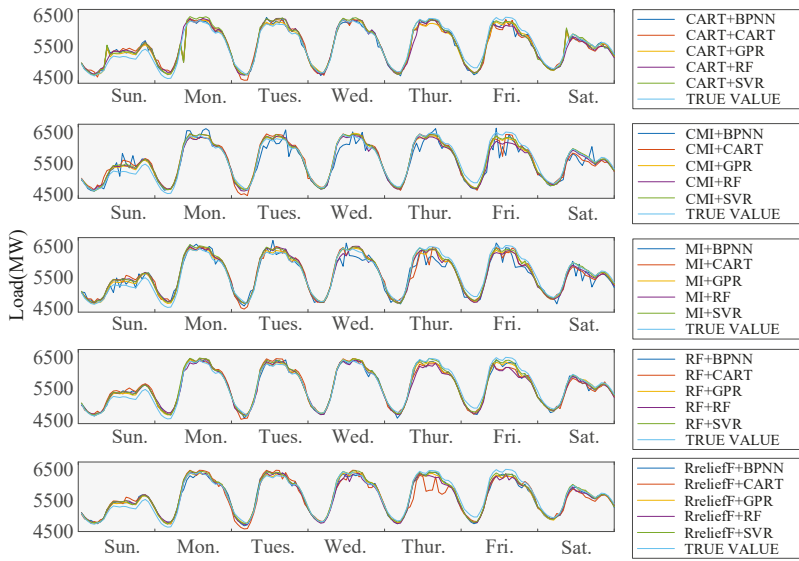 6500
5500
4500
Sun. Mon. Tues. Wed. Thur. Fri. Sat.
CART+BPNN
CART+CART
CART+GPR
CART+RF
CART+SVR
TRUE VALUE
6500
5500
4500
Sun. Mon. Tues. Wed. Thur. Fri. Sat.
CMI+BPNN
CMI+CART
CMI+GPR
CMI+RF
CMI+SVR
TRUE VALUE
Load(MW)
6500
5500
4500
Sun. Mon. Tues. Wed. Thur. Fri. Sat.
MI+BPNN
MI+CART
MI+GPR
MI+RF
MI+SVR
TRUE VALUE
6500
5500
4500
Sun. Mon. Tues. Wed. Thur. Fri. Sat.
RF+BPNN
RF+CART
RF+GPR
RF+RF
RF+SVR
TRUE VALUE
6500
5500
4500
Sun. Mon. Tues. Wed. Thur. Fri. Sat.
RreliefF+BPNN
RreliefF+CART
RreliefF+GPR
RreliefF+RF
RreliefF+SVR
TRUE VALUE